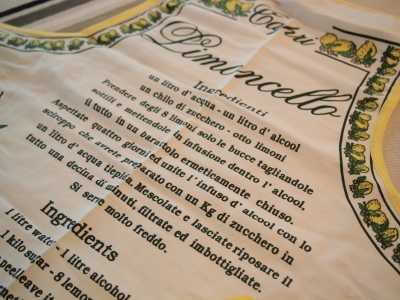 Capri
Limoncello
Ingredienti
un litro d'acqua - un litro d' alcool
un chilo di zucchero - otto limoni
Prendere degli 8 limoni solo le bucce tagliandole
sottili e mettendole in infusione dentro l' alcool.
il tutto in un barattolo ermeticamente chiuso.
Aspettate quattro giorni ed unite l' infuso d' alcool con lo
sciroppo che avrete preparato con un Kg di zucchero in
un litro d'acqua tiepida. Mescolate e lasciate riposare il
tutto una decina di minuti, filtrate ed imbottigliate.
Si serve molto freddo.
Ingridients
1 litre water - 1 litre alcohol
1 kilo sugar - 8 lemons